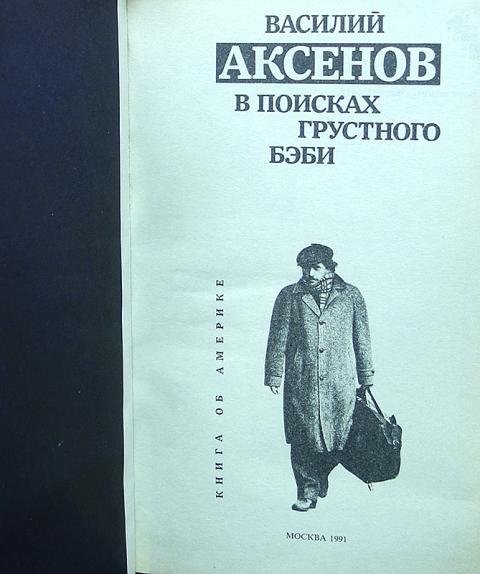 ВАСИЛИЙ
АКСЕНОВ
В ПОИСКАХ
ГРУСТНОГО
БЭБИ
КНИГА ОБ АМЕРИКЕ
МОСКВА 1991